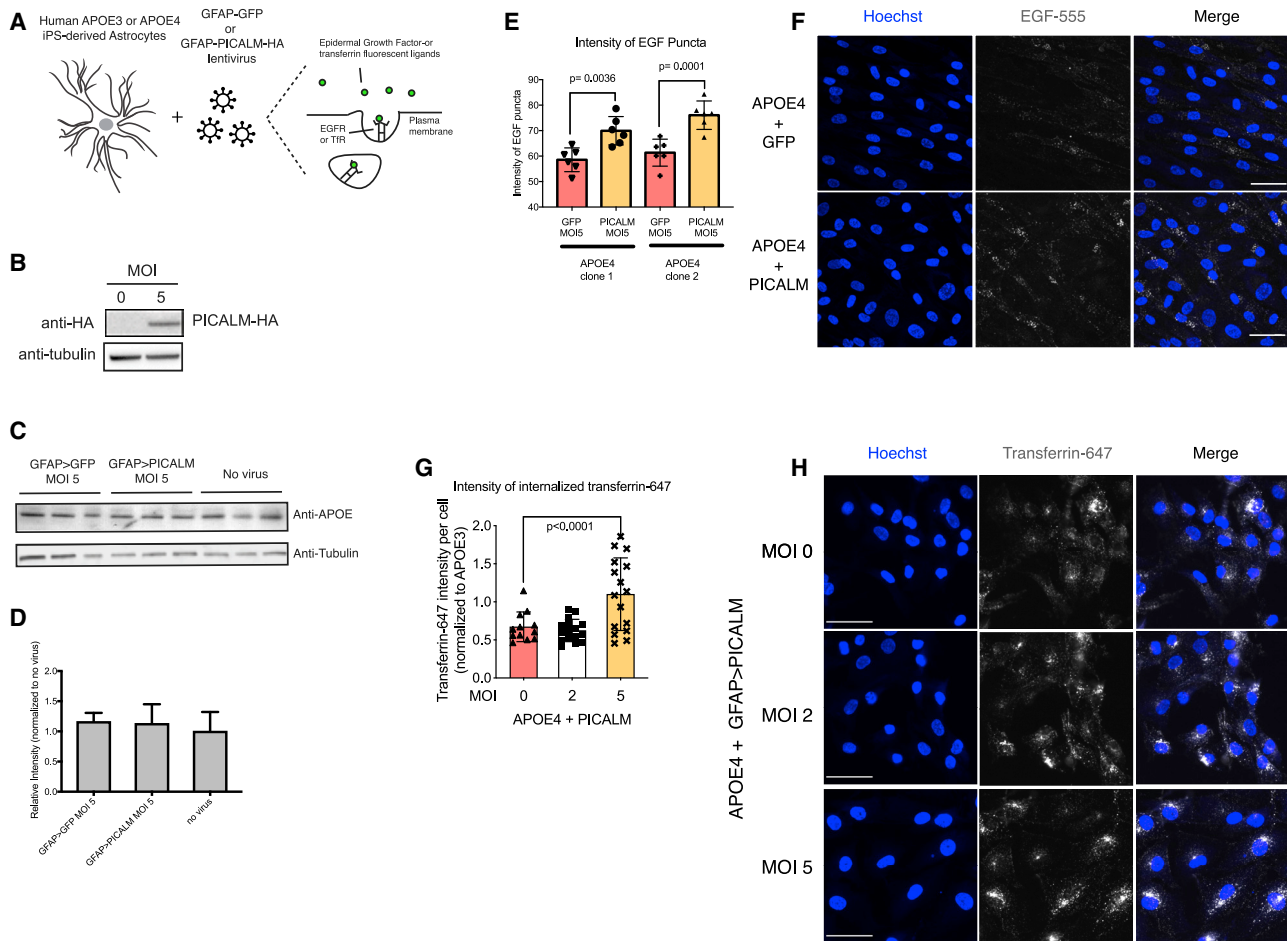 A
Human APOE3 or APOE4
iPS-derived Astrocytes
GFAP-GFP
or
GFAP-PICALM-HA
lentivirus
+
Epidermal Growth Factor-or
transferrin fluorescent ligands
EGFR
or TfR
Plasma
membrane
B
MOI
0 5
anti-HA
PICALM-HA
anti-tubulin
C
GFAP>GFP
MOI 5
GFAP>PICALM
MOI 5
No virus
Anti-APOE
Anti-Tubulin
D
Relative Intensity (normalized to no virus)
2.0
1.5
1.0
0.5
0.0
GFAP>GFP MOI 5
GFAP>PICALM MOI 5
no virus
E
Intensity of EGF Puncta
p= 0.0036
p= 0.0001
Intensity of EGF puncta
90
80
70
60
50
40
GFP
MOI5
PICALM
MOI5
GFP
MOI5
PICALM
MOI5
APOE4
clone 1
APOE4
clone 2
F
Hoechst
EGF-555
Merge
APOE4
+
GFP
APOE4
+
PICALM
G
Intensity of internalized transferrin-647
p<0.0001
Transferrin-647 intensity per cell
(normalized to APOE3)
2.0
1.5
1.0
0.5
0.0
MOI 0 2 5
APOE4 + PICALM
H
Hoechst
Transferrin-647
Merge
APOE4 + GFAP>PICALM
MOI 0
MOI 2
MOI 5